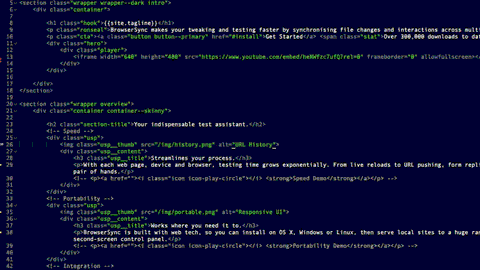 5 <section class="wrapper wrapper--dark intro">
6 <div class="container">
7
8 <h1 class="hook">{{site.tagline}}</h1>
9 <p class="ronseal">BrowserSync makes your tweaking and testing faster by synchronising file changes and interactions across mult
10 <p class="cta"><a class="button button--primary" href="#install">Get Started</a> <span class="stat">Over 300,000 downloads to dat
11 <div class="hero">
12 <div class="player">
13 <iframe width="640" height="480" src="https://www.youtube.com/embed/heNWfzc7ufQ?rel=0" frameborder="0" allowfullscreen>
14 </div>
15 </div>
16
17 </div>
18 </section>
19
20 <section class="wrapper overview">
21 <div class="container container--skinny">
22
23 <h2 class="section-title">Your indispensable test assistant.</h2>
24 <!-- Speed -->
25 <div class="usp">
26 <img class="usp__thumb" src="/img/history.png" alt="URL History">
27 <div class="usp__content">
28 <h3 class="usp__title">Streamlines your process.</h3>
29 <p>With each web page, device and browser, testing time grows exponentially. From live reloads to URL pushing, form repli
pair of hands.</p>
30 <!-- <p><a href=""><i class="icon icon-play-circle"></i> <strong>Speed Demo</strong></a></p> -->
31 </div>
32 </div>
33 <!-- Portability -->
34 <div class="usp">
35 <img class="usp__thumb" src="/img/portable.png" alt="Responsive UI">
36 <div class="usp__content">
37 <h3 class="usp__title">Works where you need it to.</h3>
38 <p>BrowserSync is built with web tech, so you can install on OS X, Windows or Linux, then serve local sites to a huge ran
second-screen control panel.</p>
39 <!-- <p><a href=""><i class="icon icon-play-circle"></i> <strong>Portability Demo</strong></a></p> -->
40 </div>
41 </div>
42 <!-- Integration -->